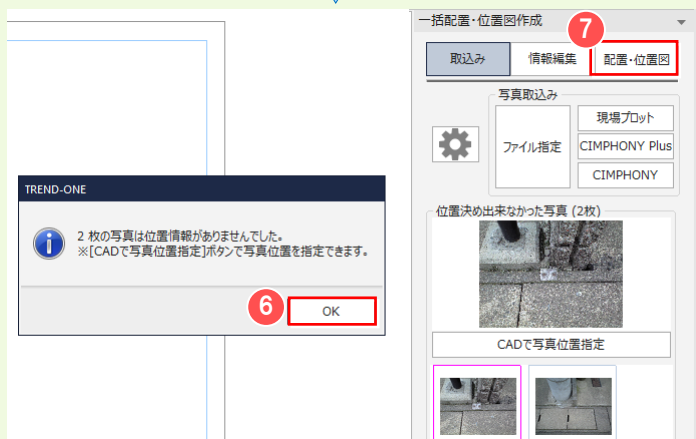 一括配置・位置図作成
7
取込み
情報編集
配置・位置図
写真取込み
ファイル指定
現場プロット
CIMPHONY Plus
CIMPHONY
位置決め出来なかった写真 (2枚)
CADで写真位置指定
TREND-ONE
2 枚の写真は位置情報がありませんでした。
※[CADで写真位置指定]ボタンで写真位置を指定できます。
6
OK